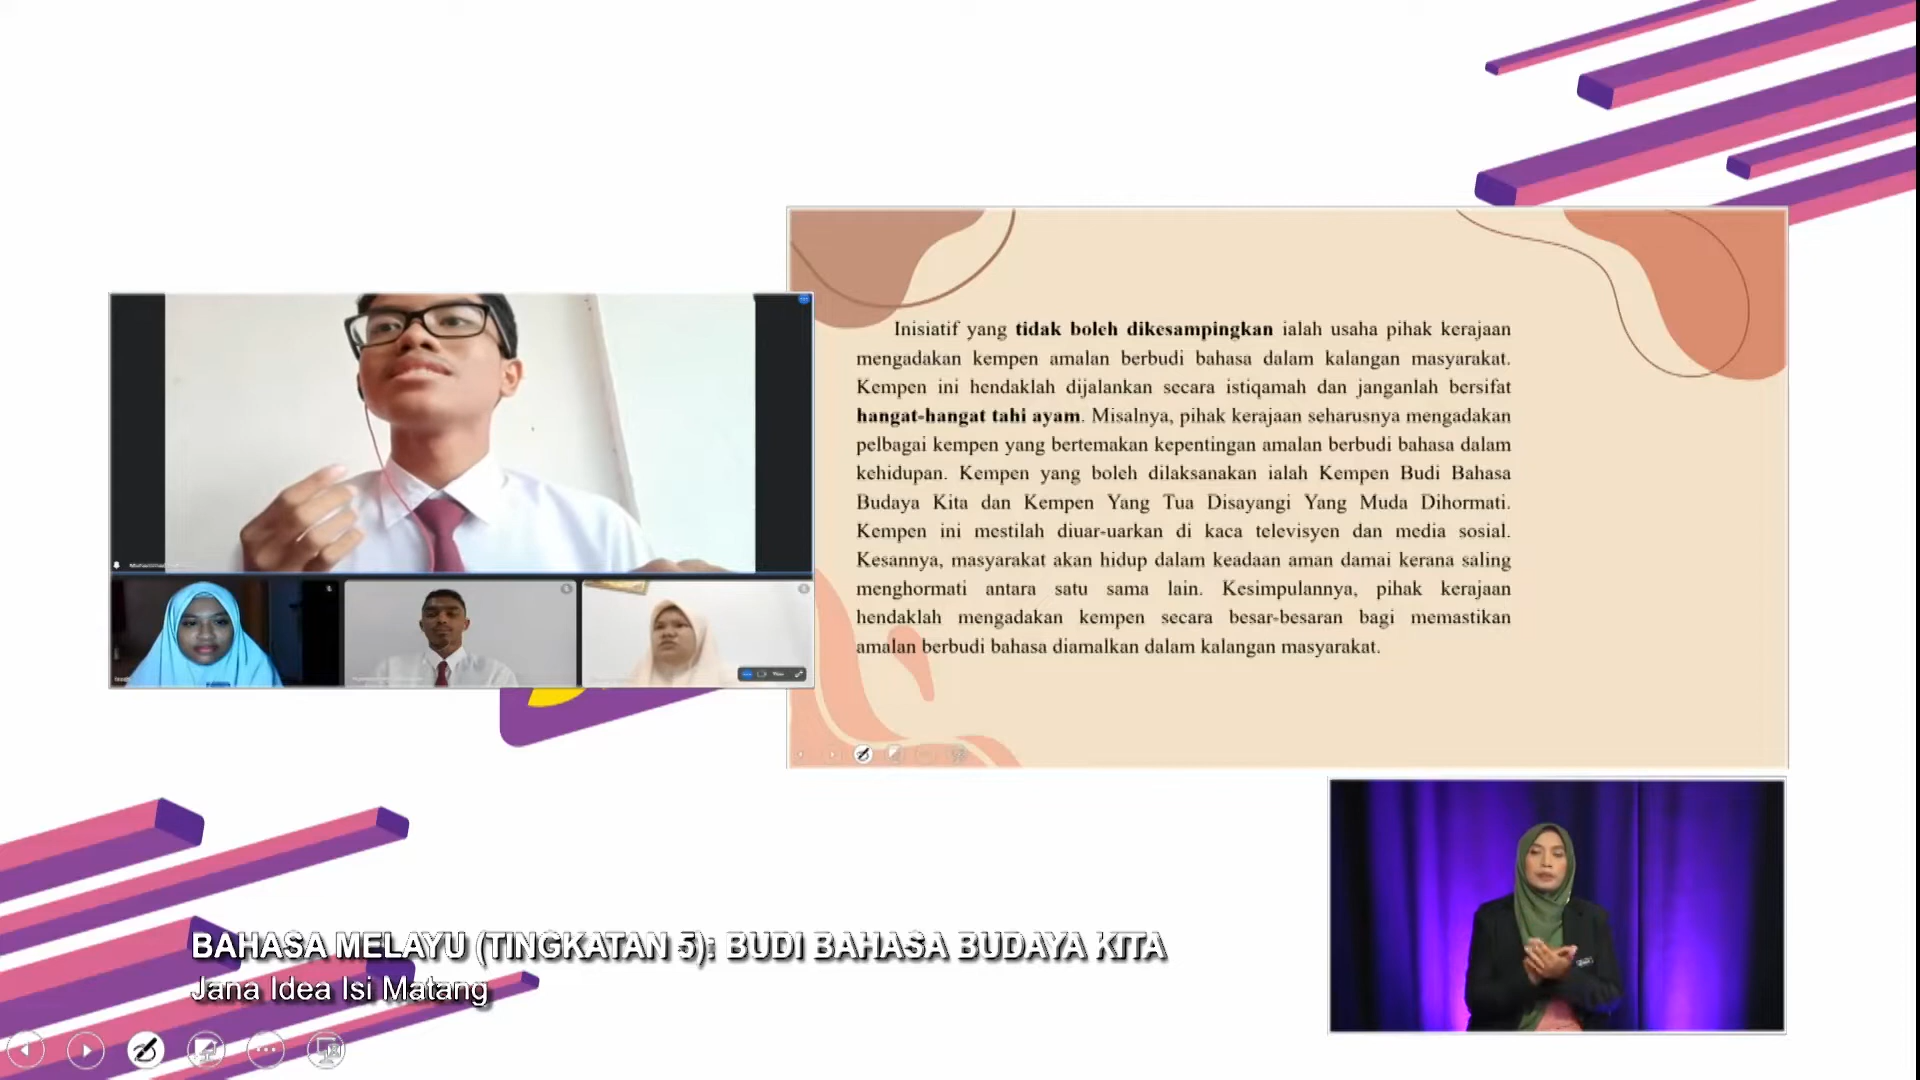 Inisiatif yang tidak boleh dikesampingkan ialah usaha pihak kerajaan
mengadakan kempen amalan berbudi bahasa dalam kalangan masyarakat.
Kempen ini hendaklah dijalankan secara istiqamah dan janganlah bersifat
hangat-hangat tahi ayam. Misalnya, pihak kerajaan seharusnya mengadakan
pelbagai kempen yang bertemakan kepentingan amalan berbudi bahasa dalam
kehidupan. Kempen yang boleh dilaksanakan ialah Kempen Budi Bahasa
Budaya Kita dan Kempen Yang Tua Disayangi Yang Muda Dihormati.
Kempen ini mestilah diuar-uarkan di kaca televisyen dan media sosial.
Kesannya, masyarakat akan hidup dalam keadaan aman damai kerana saling
menghormati antara satu sama lain. Kesimpulannya, pihak kerajaan
hendaklah mengadakan kempen secara besar-besaran bagi memastikan
amalan berbudi bahasa diamalkan dalam kalangan masyarakat.
BAHASA MELAYU (TINGKATAN 5): BUDI BAHASA BUDAYA KITA
Jana Idea Isi Matang